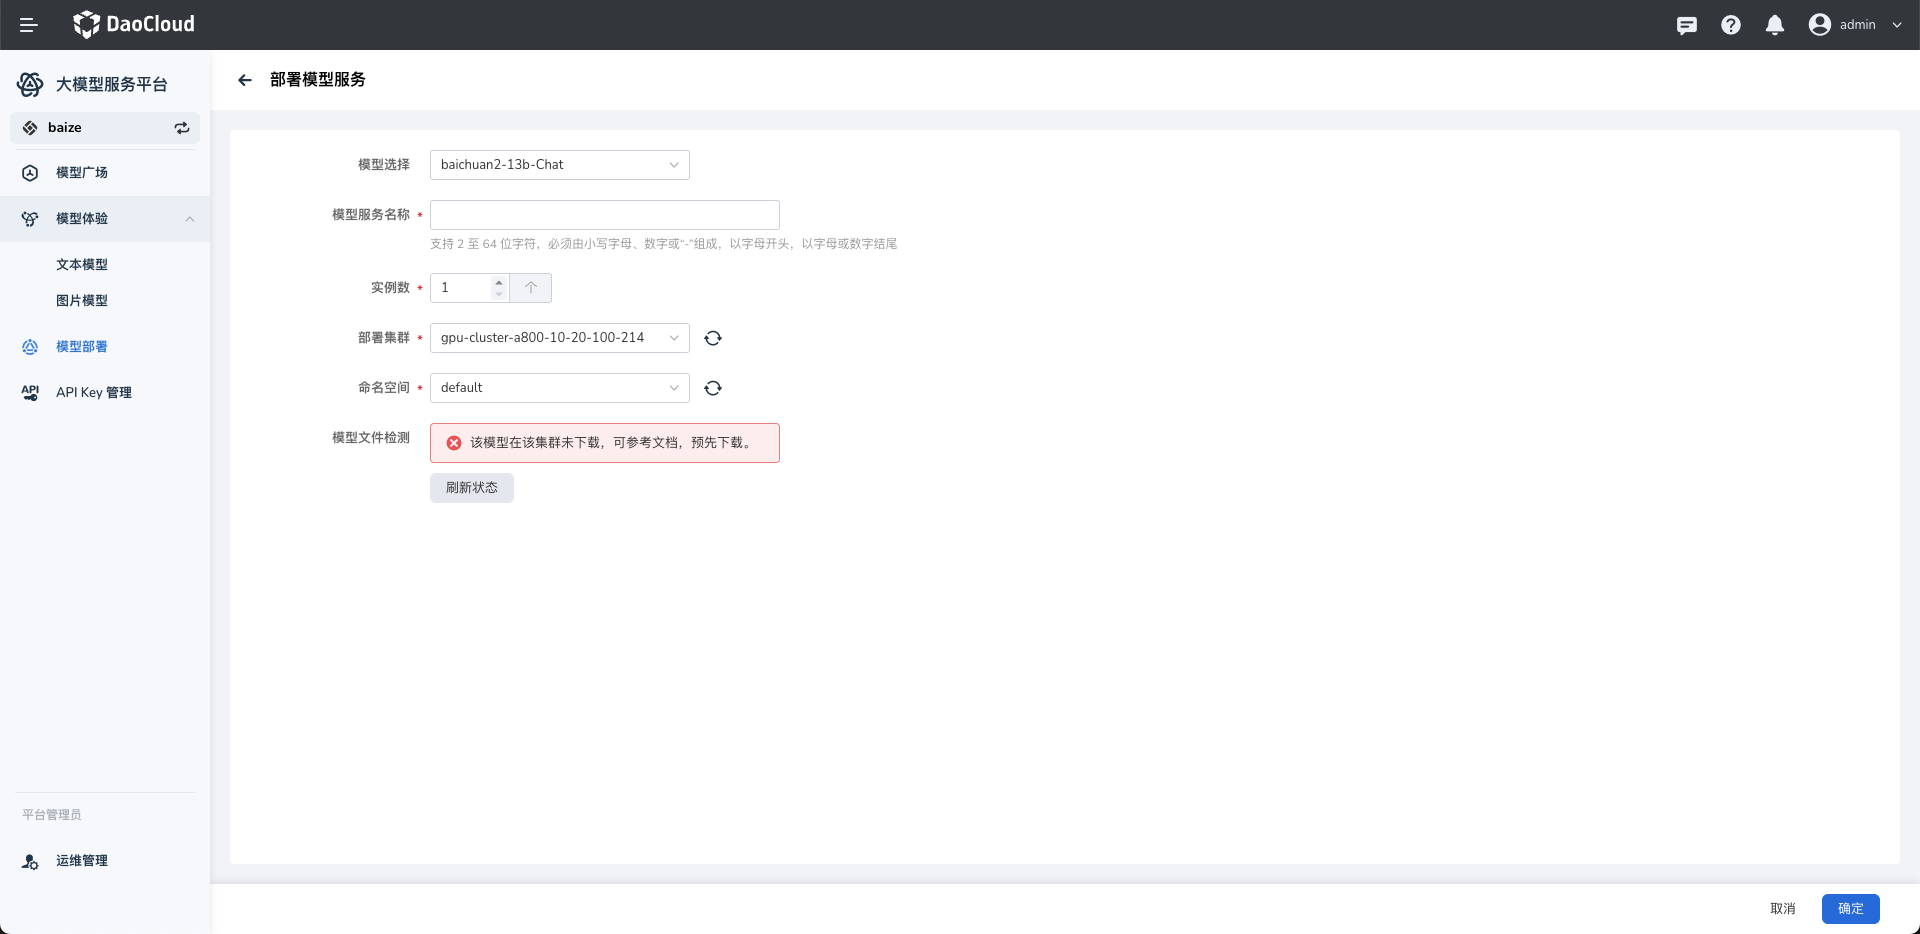 DaoCloud
admin
大模型服务平台
baize
模型广场
模型体验
文本模型
图片模型
模型部署
API
API Key 管理
平台管理员
运维管理
部署模型服务
模型选择
baichuan2-13b-Chat
模型服务名称 *
支持 2 至 64 位字符，必须由小写字母、数字或“-”组成，以字母开头，以字母或数字结尾
实例数 * 1 个
部署集群 * gpu-cluster-a800-10-20-100-214
命名空间 * default
模型文件检测 该模型在该集群未下载，可参考文档，预先下载。
刷新状态
取消 确定